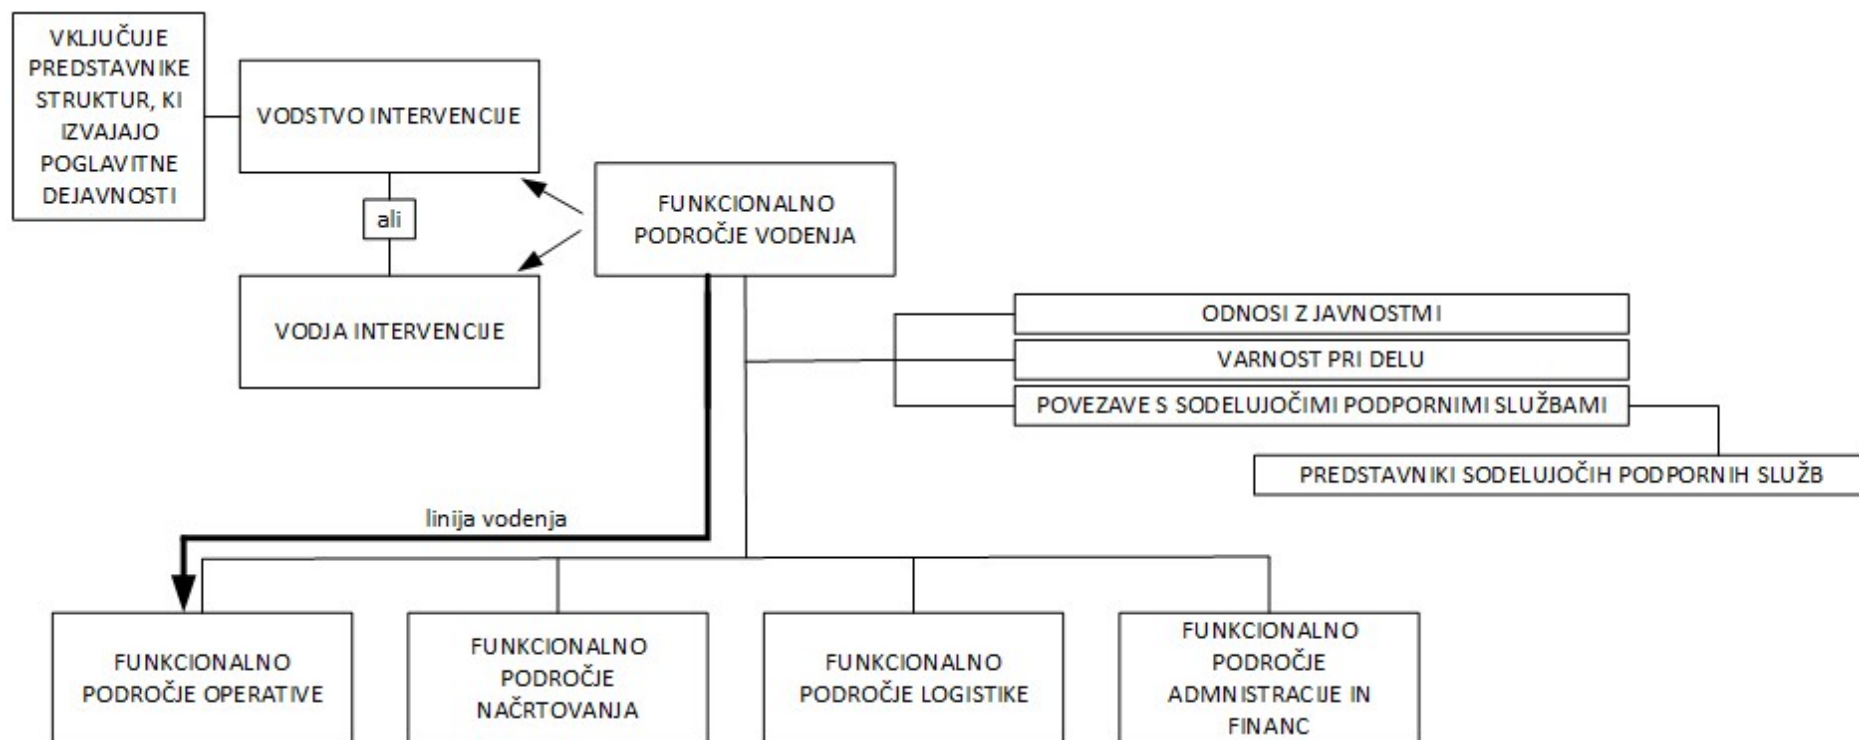 VKLJUČUJE
PREDSTAVNIKE
STRUKTUR, KI
IZVAJAJO
POGLAVITNE
DEJAVNOSTI
VODSTVO INTERVENCIJE
ali
VODJA INTERVENCIJE
FUNKCIONALNO
PODROČJE VODENJA
ODNOSI Z JAVNOSTMI
VARNOST PRI DELU
POVEZAVE S SODELUJOČIMI PODPORNIMI SLUŽBAMI
PREDSTAVNIKI SODELUJOČIH PODPORNIH SLUŽB
linija vodenja
FUNKCIONALNO
PODROČJE OPERATIVE
FUNKCIONALNO
PODROČJE
NAČRTOVANJA
FUNKCIONALNO
PODROČJE LOGISTIKE
FUNKCIONALNO
PODROČJE
ADMNISTRACIJE IN
FINANC